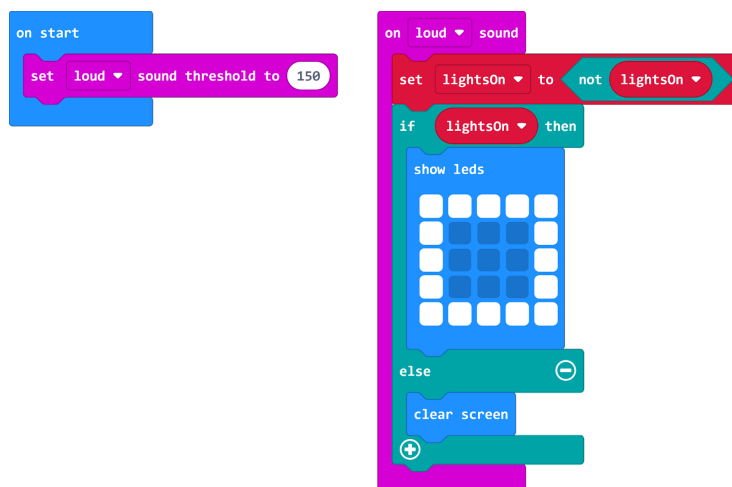 on start
set loud sound threshold to 150
on loud sound
set lightsOn to not lightsOn
if lightsOn then
show leds
else
clear screen